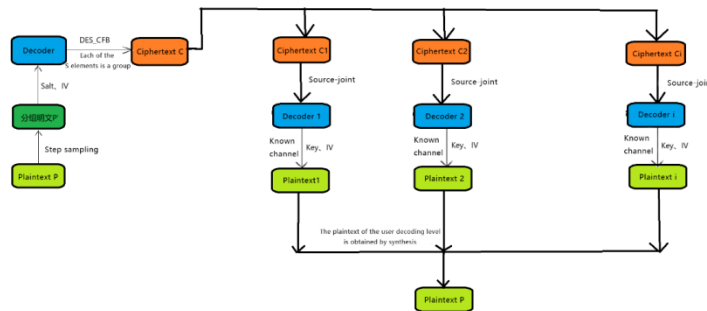 Decoder
DES_CFB
Eacḥ of the
S elements is a group
Ciphertext C
Salt、IV
分组明文P'
Step sampling
Plaintext P
Ciphertext C1
Ciphertext C2
Ciphertext Ci
Source-joint
Source-joint
Source-joint
Decoder 1
Decoder 2
Decoder i
Known
channel
Key、IV
Known
channel
Key、IV
Known
channel
Key、IV
Plaintext1
Plaintext 2
Plaintext i
The plaintext of the user decoding level
is obtained by synthesis
Plaintext P